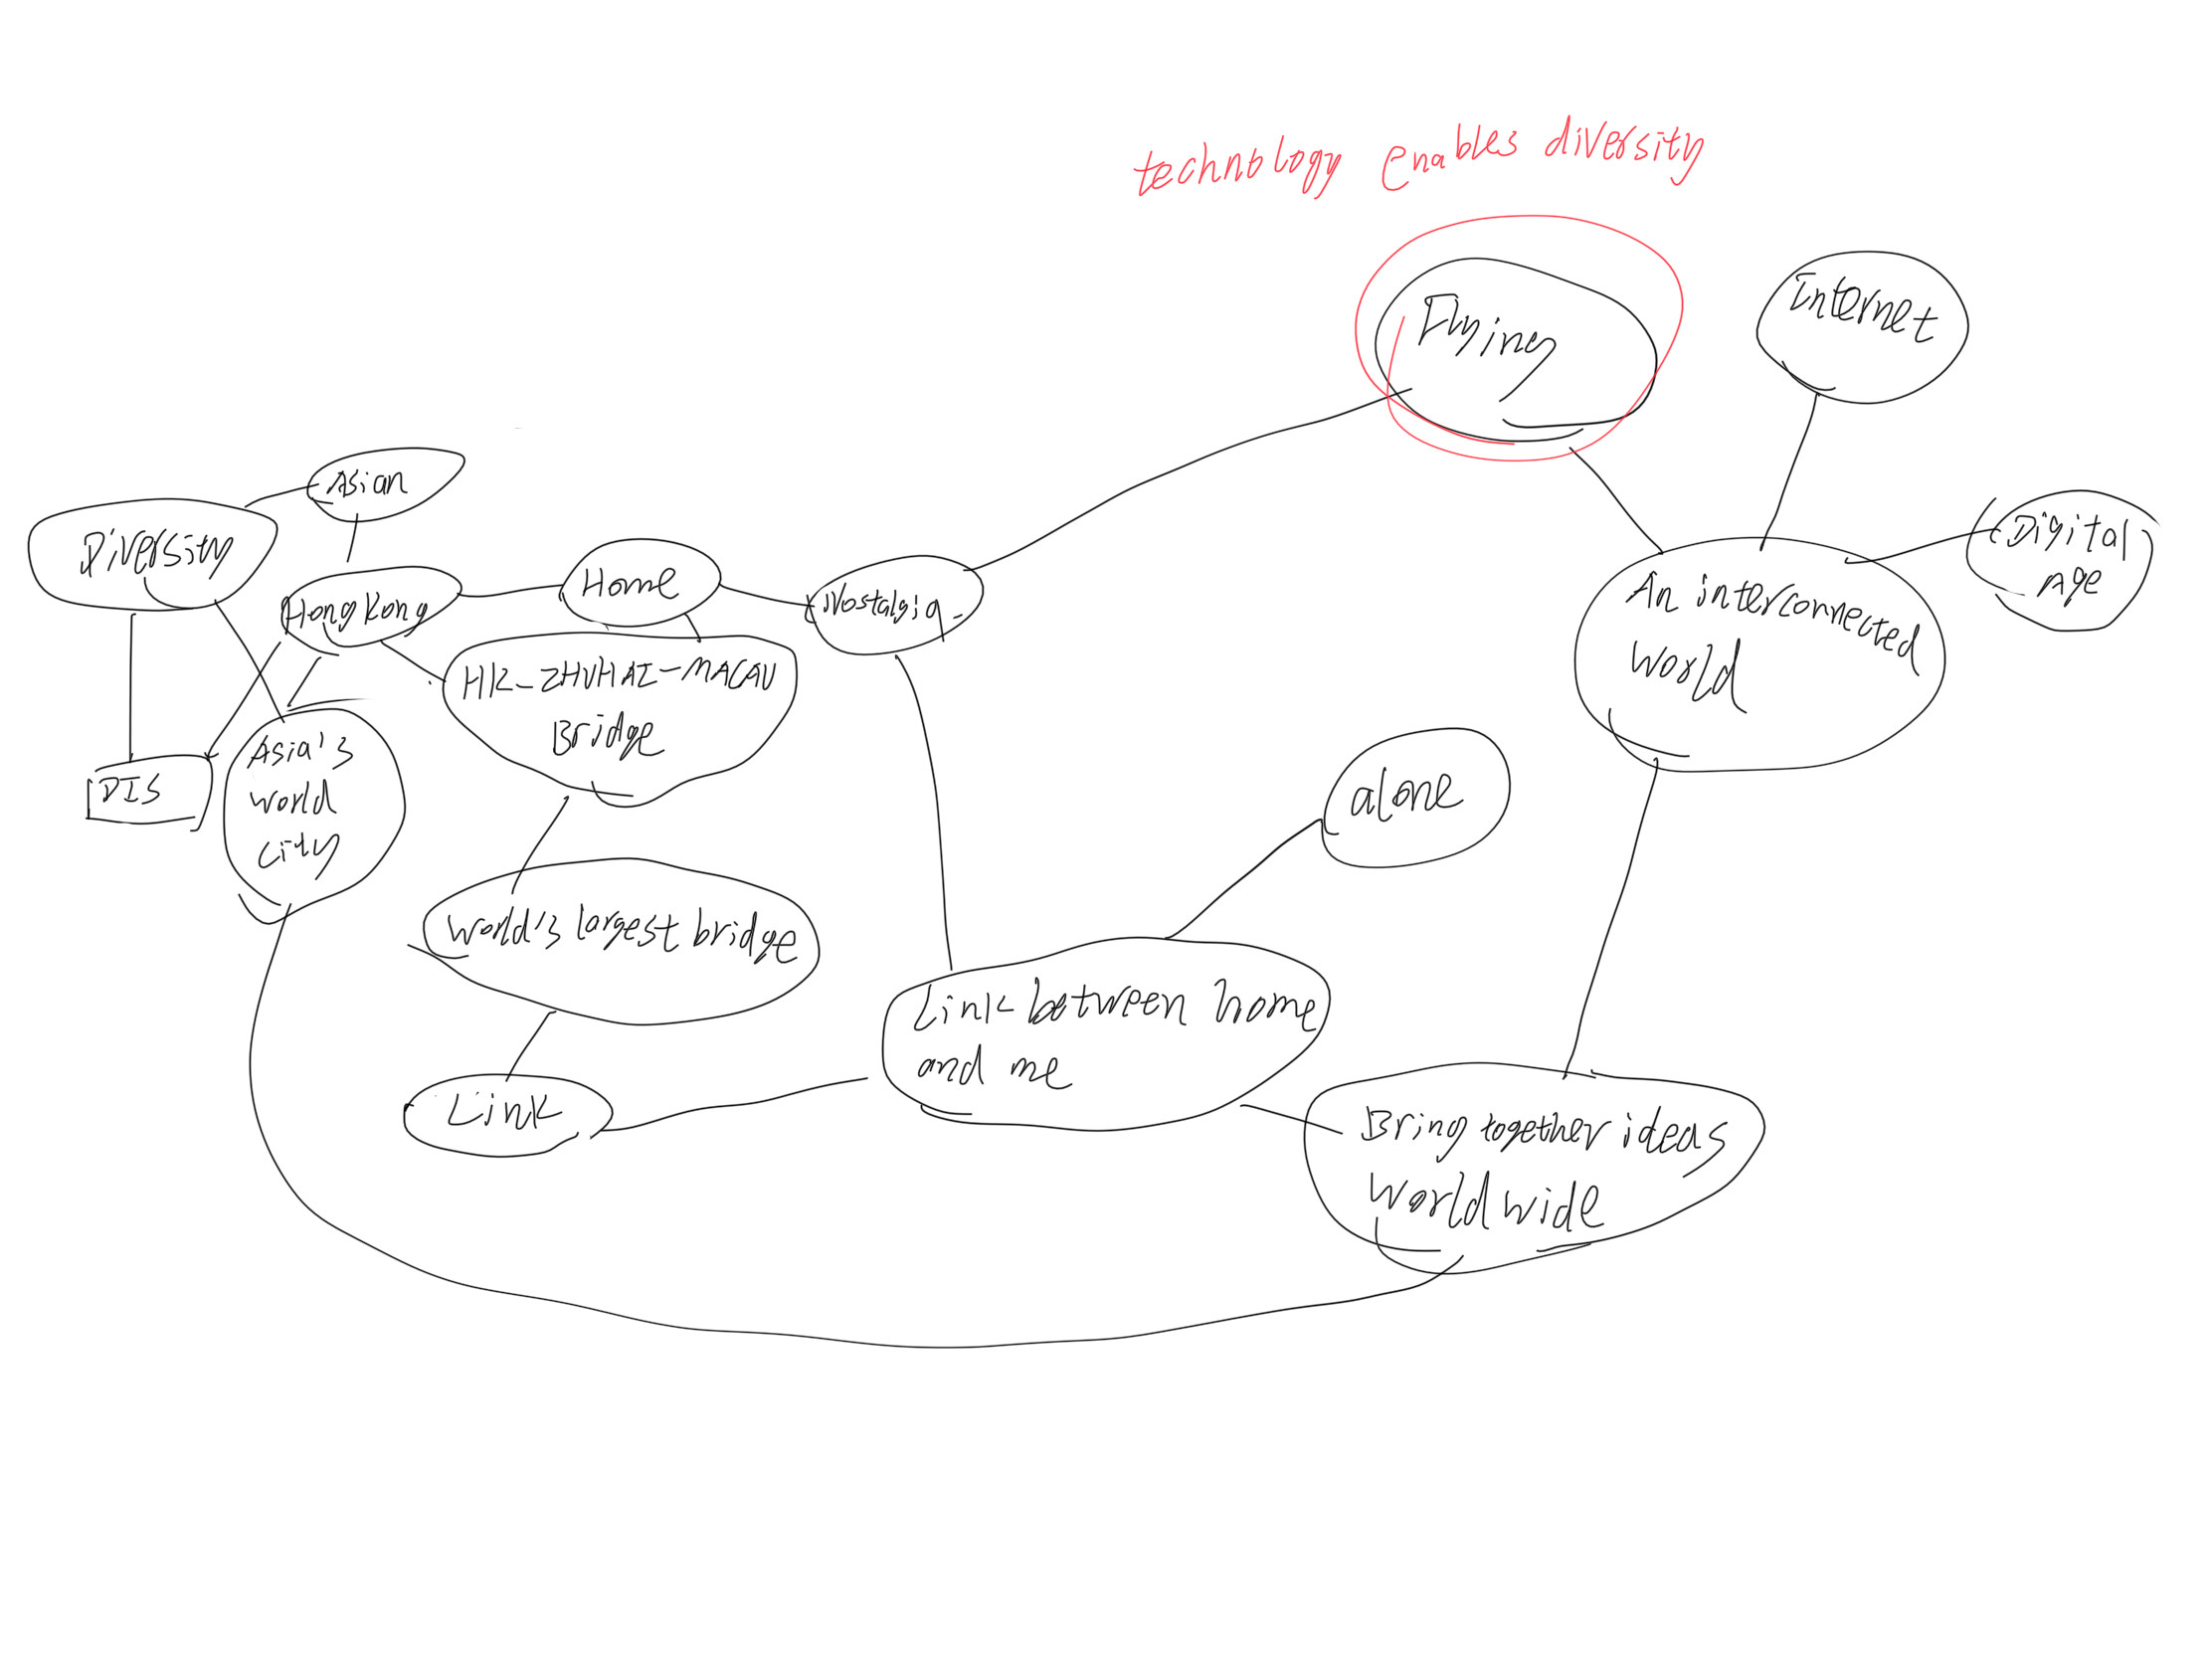 technology enables diversity
Flying
Internet
Asian
Diversity
Digital
Age
Home
Hong Kong
Nostalgia
An interconnected
World
HK-ZHUHAI-MACAU
Bridge
DIS
Asia's
world
city
alone
World's largest bridge
Link between home
and me
Link
Bring together ideas
World wide